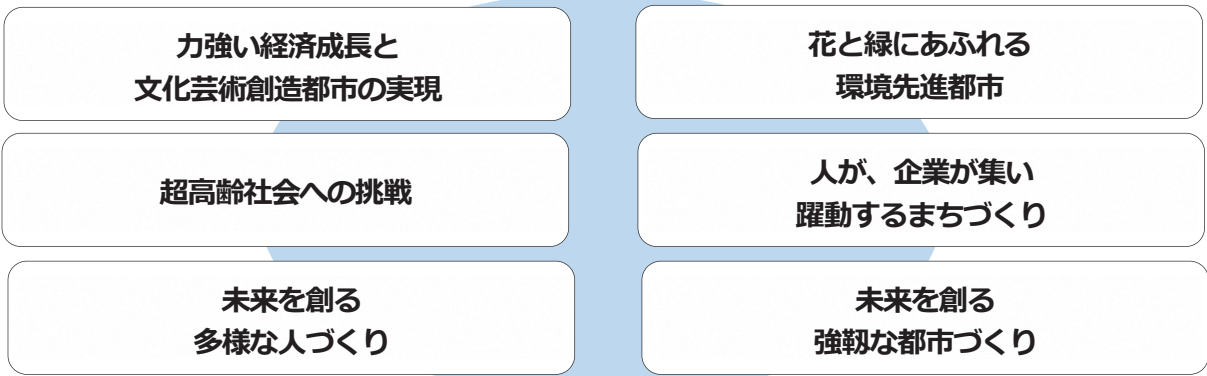 力強い経済成長と
文化芸術創造都市の実現
花と緑にあふれる
環境先進都市
超高齢社会への挑戦
人が、企業が集い
躍動するまちづくり
未来を創る
多様な人づくり
未来を創る
強靱な都市づくり